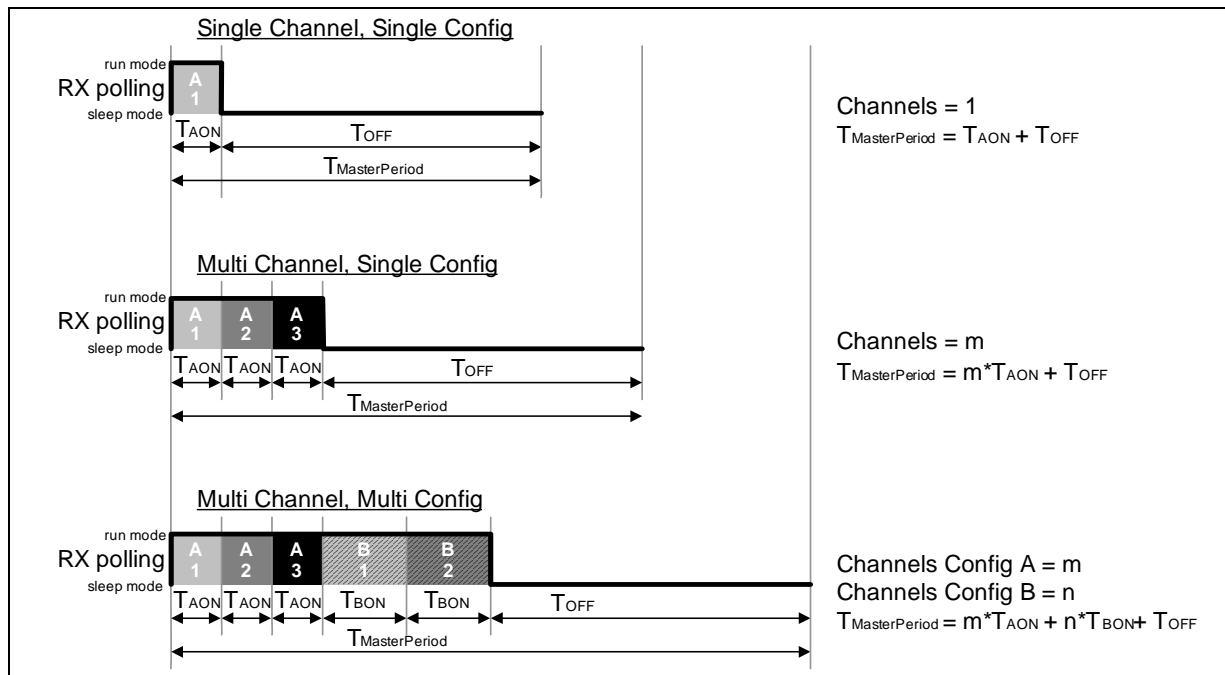 Single Channel, Single Config
run mode
RX polling
sleep mode
A
1
TAON
TOFF
TMasterPeriod
Channels = 1
TMasterPeriod = TAON + TOFF
Multi Channel, Single Config
run mode
RX polling
sleep mode
A
1
A
2
A
3
TAON TAON TAON
TOFF
TMasterPeriod
Channels = m
TMasterPeriod = m*TAON + TOFF
Multi Channel, Multi Config
run mode
RX polling
sleep mode
A
1
A
2
A
3
B
1
B
2
TAON TAON TAON TBON TBON TOFF
TMasterPeriod
Channels Config A = m
Channels Config B = n
TMasterPeriod = m*TAON + n*TBON+ TOFF